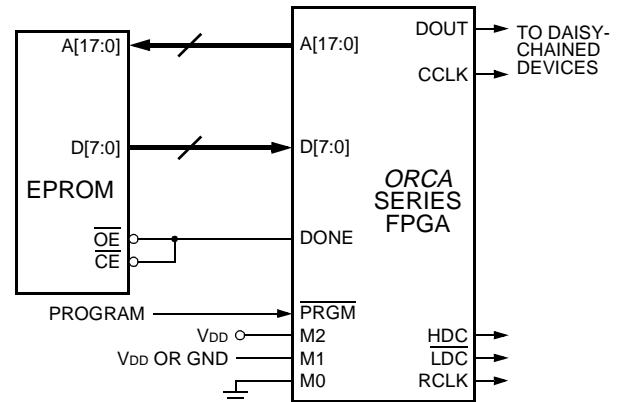 A[17:0]
D[7:0]
EPROM
OE
CE
PROGRAM
VDD
VDD OR GND
A[17:0]
D[7:0]
DONE
PRGM
M2
M1
M0
ORCA
SERIES
FPGA
DOUT
CCLK
HDC
LDC
RCLK
TO DAISY-
CHAINED
DEVICES